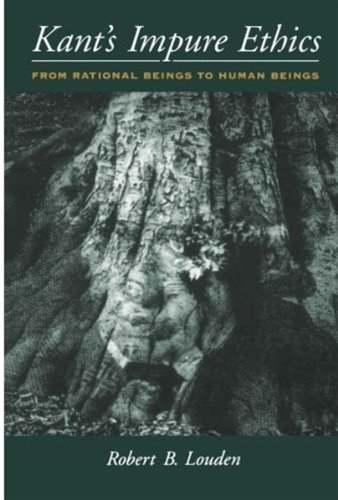 Kant's Impure Ethics
FROM RATIONAL BEINGS TO HUMAN BEINGS
Robert B. Louden